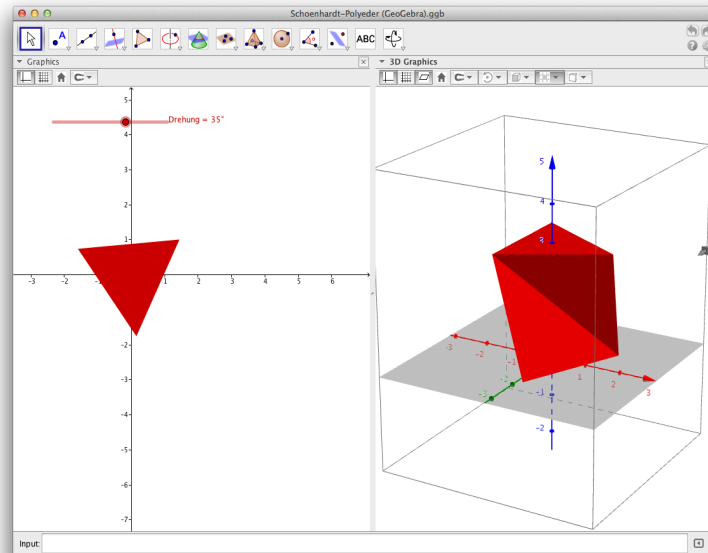 Schoenhardt-Polyeder (GeoGebra).ggb
A
ABC
Graphics
3D Graphics
Drehung = 35°
5
4
3
2
1
0
-3 -2 1 2 3 4 5 6
-2
-3
-4
-5
-6
-7
5
4
3
-3 -2 -1 1 2 3
-3
-1
-2
Input: